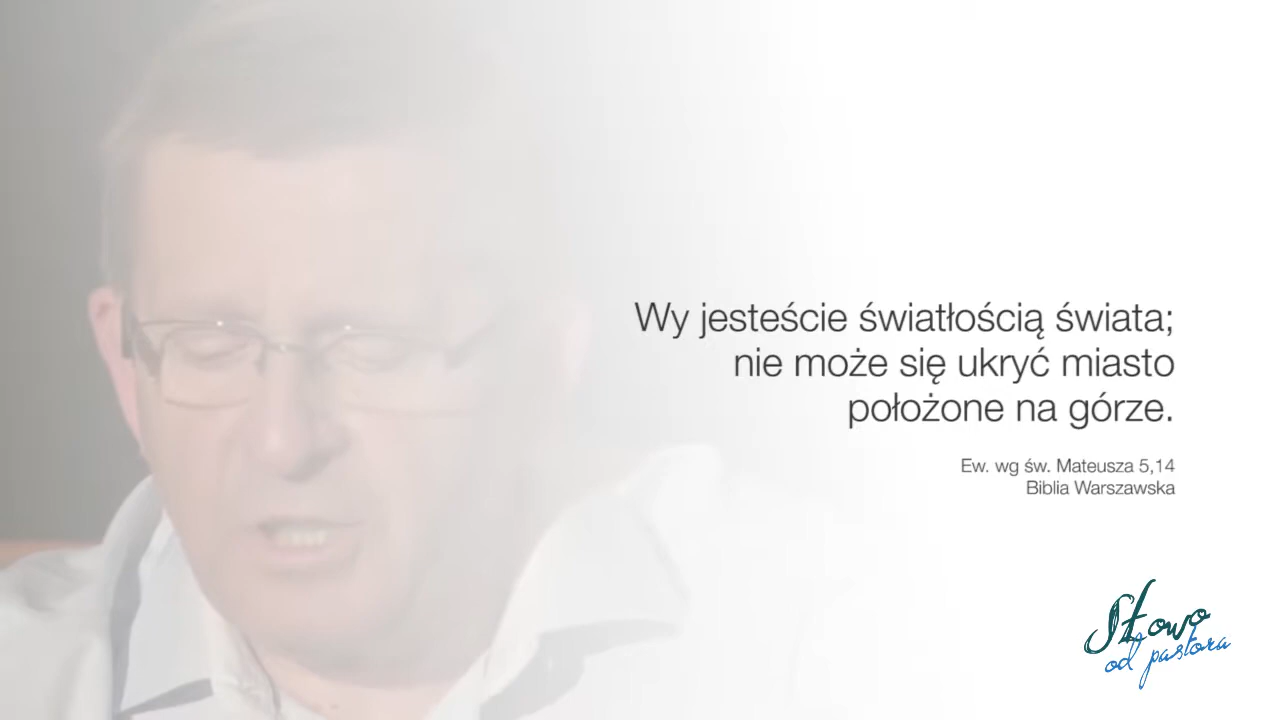 Wy jesteście światłością świata;
nie może się ukryć miasto
położone na górze.
Ew. wg św. Mateusza 5,14
Biblia Warszawska
Słowo
od pastora